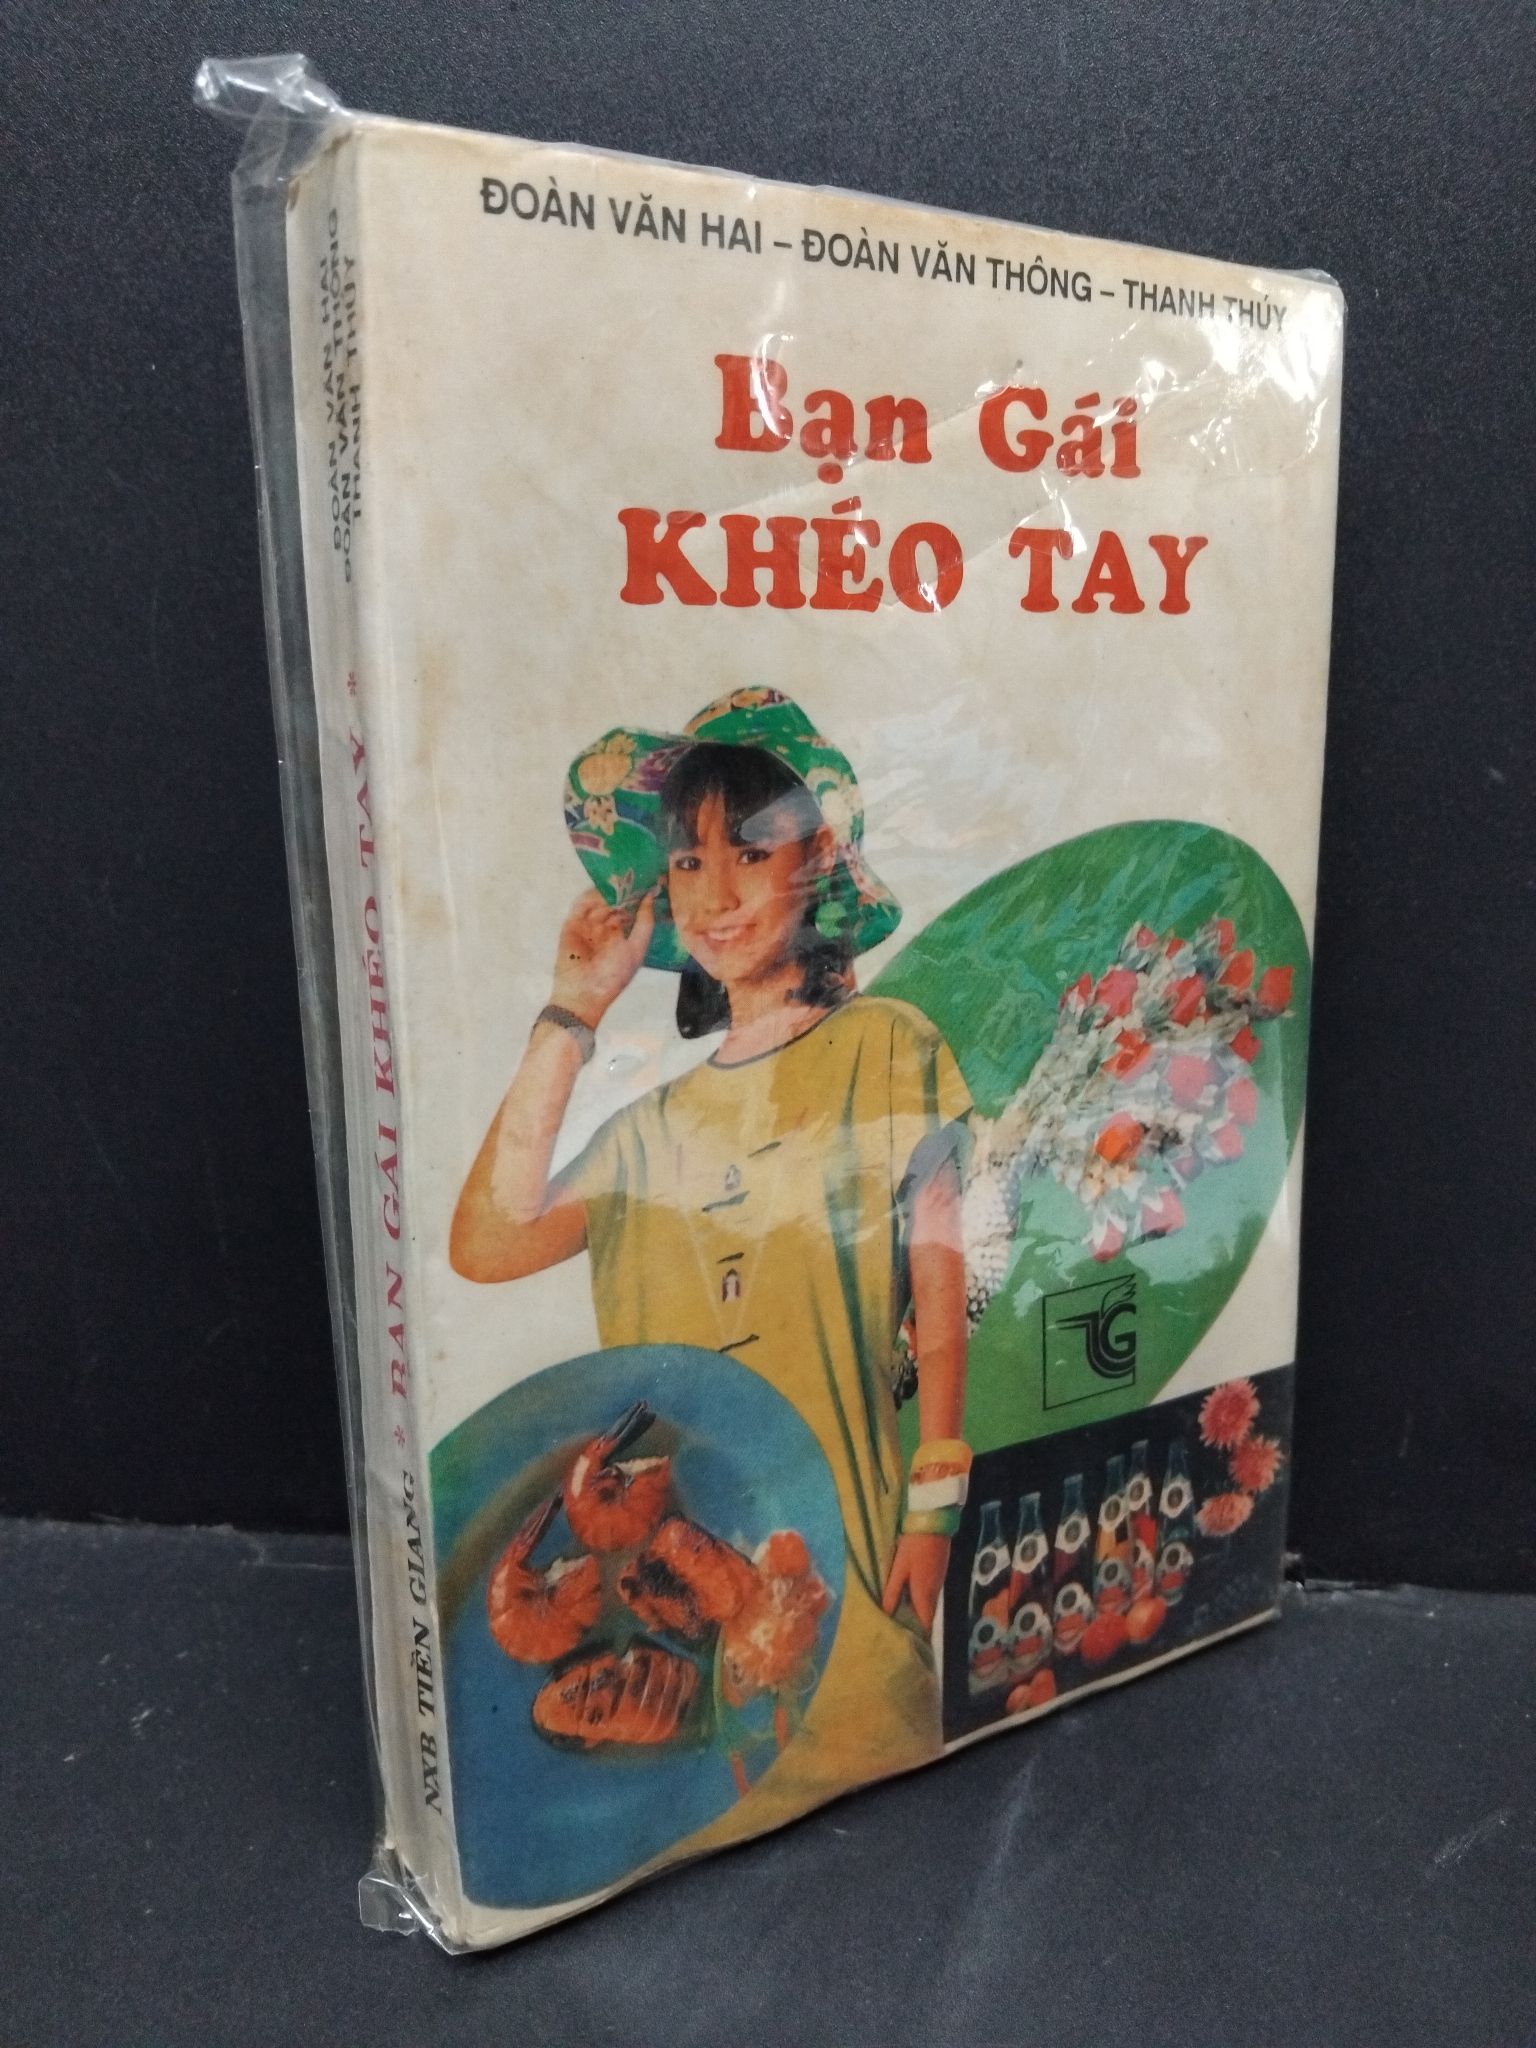 ĐOÀN VĂN HAI – ĐOÀN VĂN THÔNG – THANH THÚY
Bạn Gái
KHÉO TAY
TG
ĐOÀN VĂN HAI
ĐOÀN VĂN THÔNG
THANH THÚY
* BẠN GÁI KHÉO TAY *
NXB TIỀN GIANG